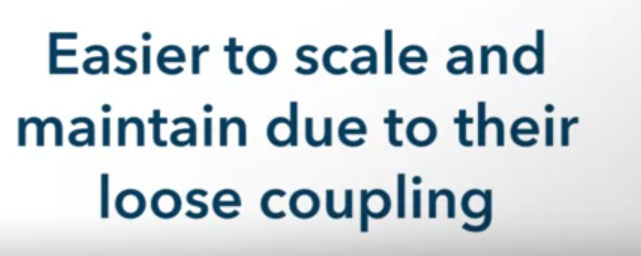 Easier to scale and
maintain due to their
loose coupling